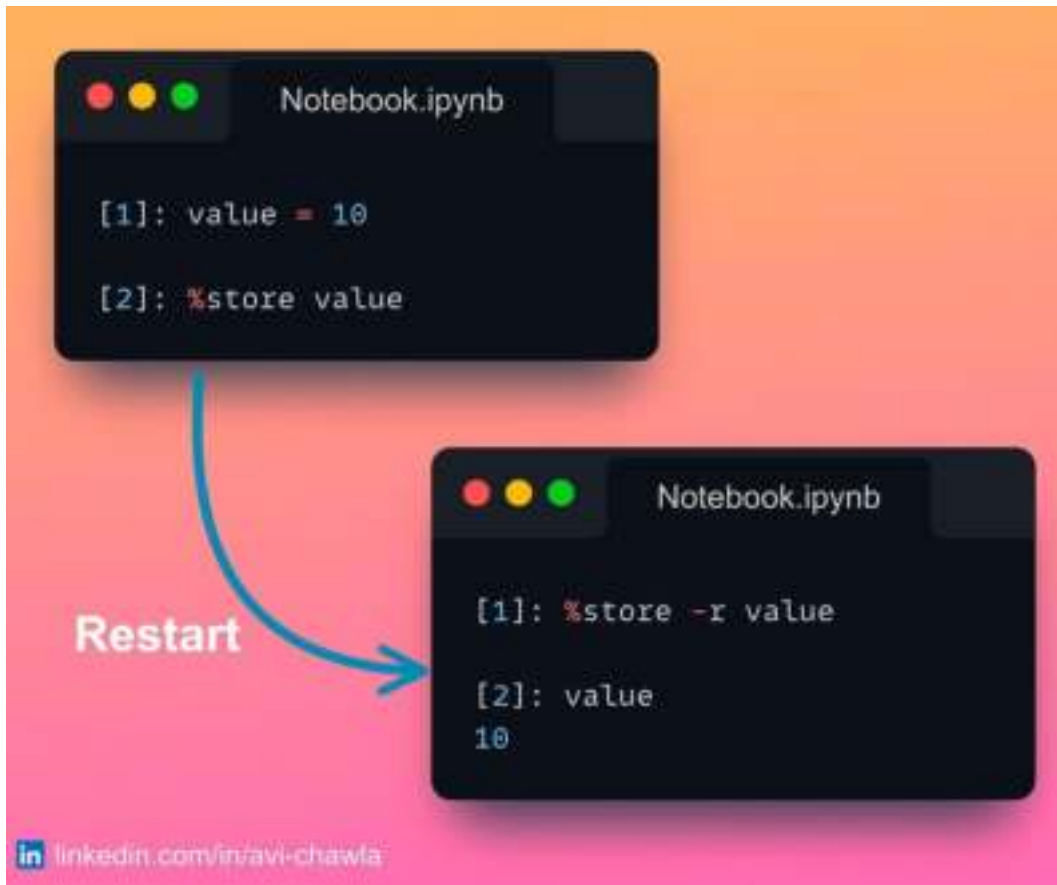 Notebook.ipynb
[1]: value = 10
[2]: %store value
Restart
Notebook.ipynb
[1]: %store -r value
[2]: value
10
in linkedin.com/in/avi-chawla